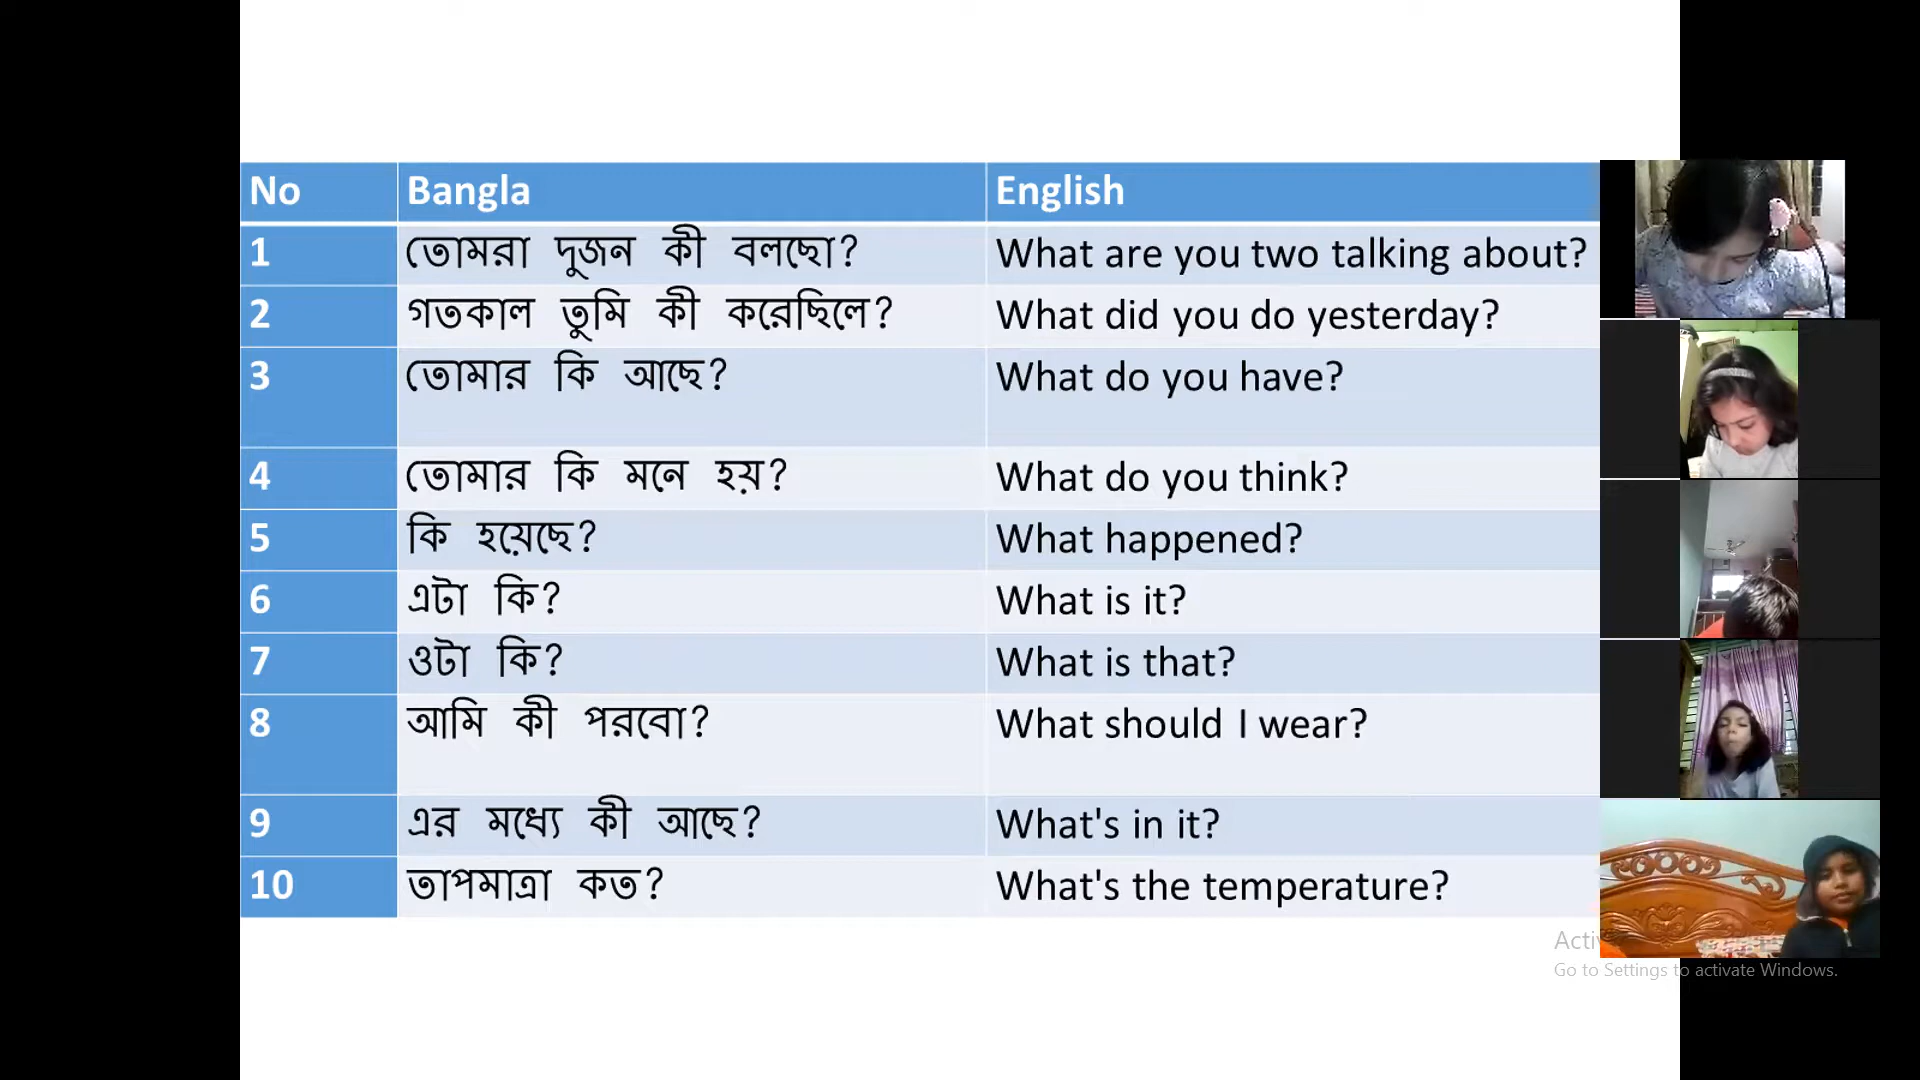 No Bangla English
1 তোমরা দুজন কী বলছো? What are you two talking about?
2 গতকাল তুমি কী করেছিলে? What did you do yesterday?
3 তোমার কি আছে? What do you have?
4 তোমার কি মনে হয়? What do you think?
5 কি হয়েছে? What happened?
6 এটা কি? What is it?
7 ওটা কি? What is that?
8 আমি কী পরবো? What should I wear?
9 এর মধ্যে কী আছে? What's in it?
10 তাপমাত্রা কত? What's the temperature?
Go to Settings to activate Windows.